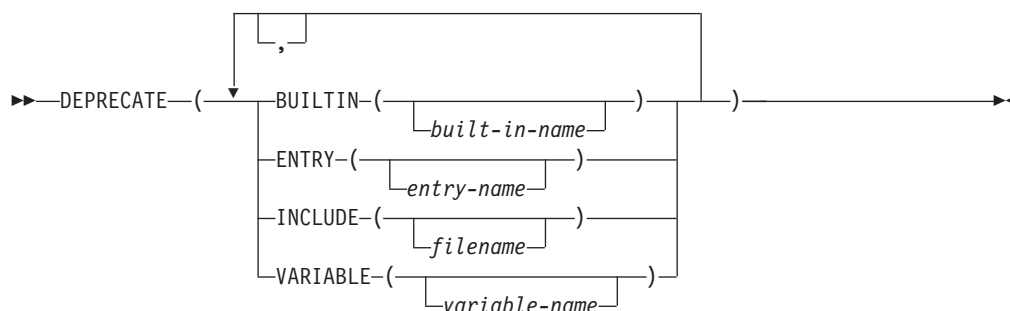 ,
DEPRECATE ( BUILTIN ( ) )
built-in-name
ENTRY ( )
entry-name
INCLUDE ( )
filename
VARIABLE ( )
variable-name